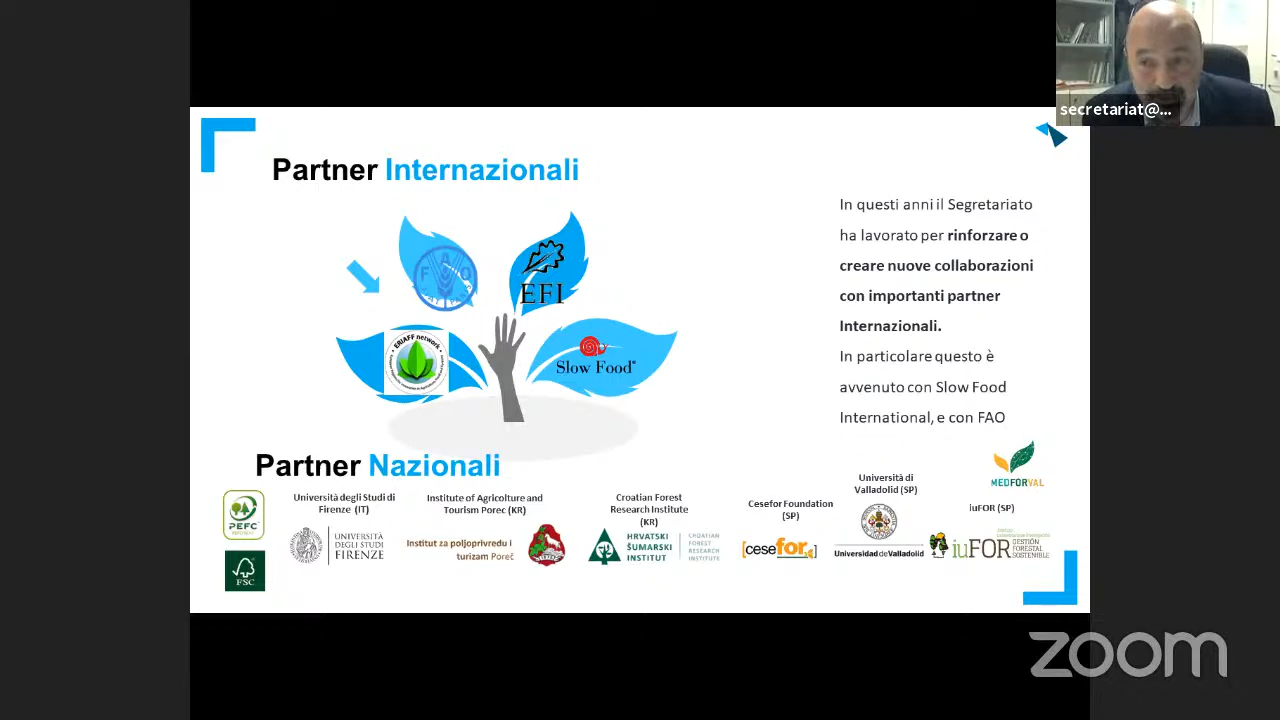 secretariat@...
Partner Internazionali
In questi anni il Segretariato
ha lavorato per rinforzare o
creare nuove collaborazioni
con importanti partner
Internazionali.
In particolare questo è
avvenuto con Slow Food
International, e con FAO
FAO
EFI
ERIAFF network
Slow Food®
Partner Nazionali
MEDFORVAL
PEFC
FSC
Università degli Studi di
Firenze (IT)
UNIVERSITÀ
DEGLI STUDI
FIRENZE
Institute of Agricolture and
Tourism Porec (KR)
Institut za poljoprivredu i
turizam Poreč
Croatian Forest
Research Institute
(KR)
HRVATSKI
ŠUMARSKI
INSTITUT
CROATIAN
FOREST
RESEARCH
INSTITUTE
Cesefor Foundation
(SP)
[cesefor]
Università di
Valladolid (SP)
Universidad de Valladolid
iuFOR (SP)
iuFOR
GESTIÓN
FORESTAL
SOSTENIBLE
zoom